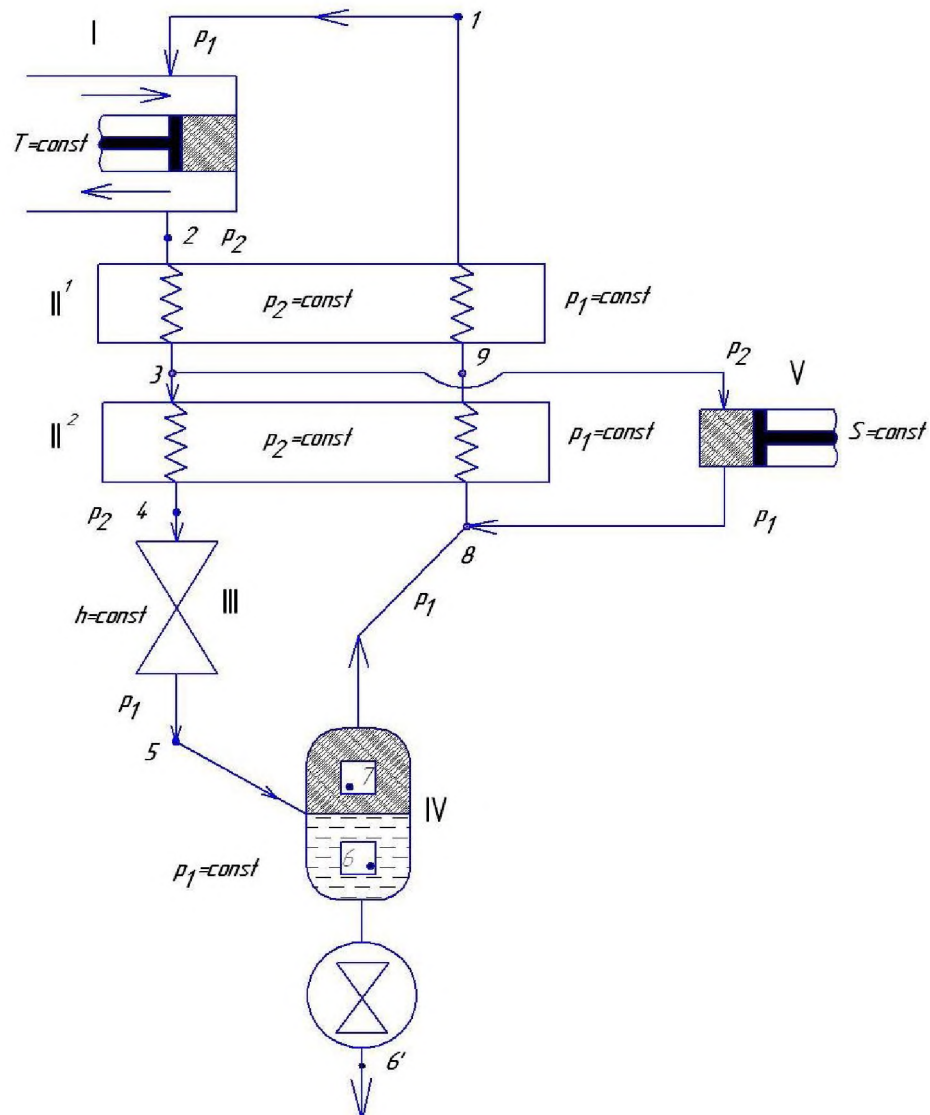 I
p₁
1
T=const
2
p₂
II¹
p₂=const
p₁=const
3
9
p₂
V
II²
p₂=const
p₁=const
S=const
p₂
4
p₁
8
III
h=const
p₁
p₁
5
7
IV
6
p₁=const
6'